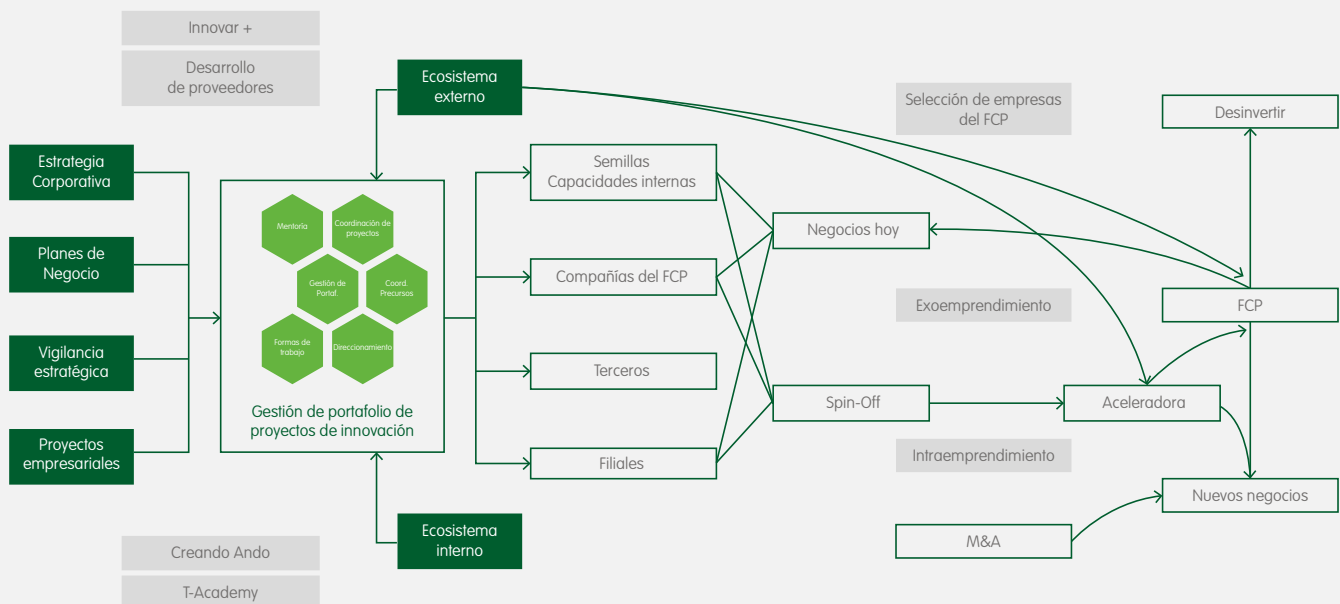 Innovar +
Desarrollo
de proveedores
Ecosistema
externo
Estrategia
Corporativa
Planes de
Negocio
Vigilancia
estratégica
Proyectos
empresariales
Mentoría
Coordinación de
proyectos
Gestión de
Portaf.
Coord.
Precursos
Formas de
trabajo
Direccionamiento
Gestión de portafolio de
proyectos de innovación
Ecosistema
interno
Creando Ando
T-Academy
Semillas
Capacidades internas
Compañías del FCP
Terceros
Filiales
Negocios hoy
Spin-Off
Selección de empresas
del FCP
Exoemprendimiento
Intraemprendimiento
M&A
Desinvertir
FCP
Aceleradora
Nuevos negocios